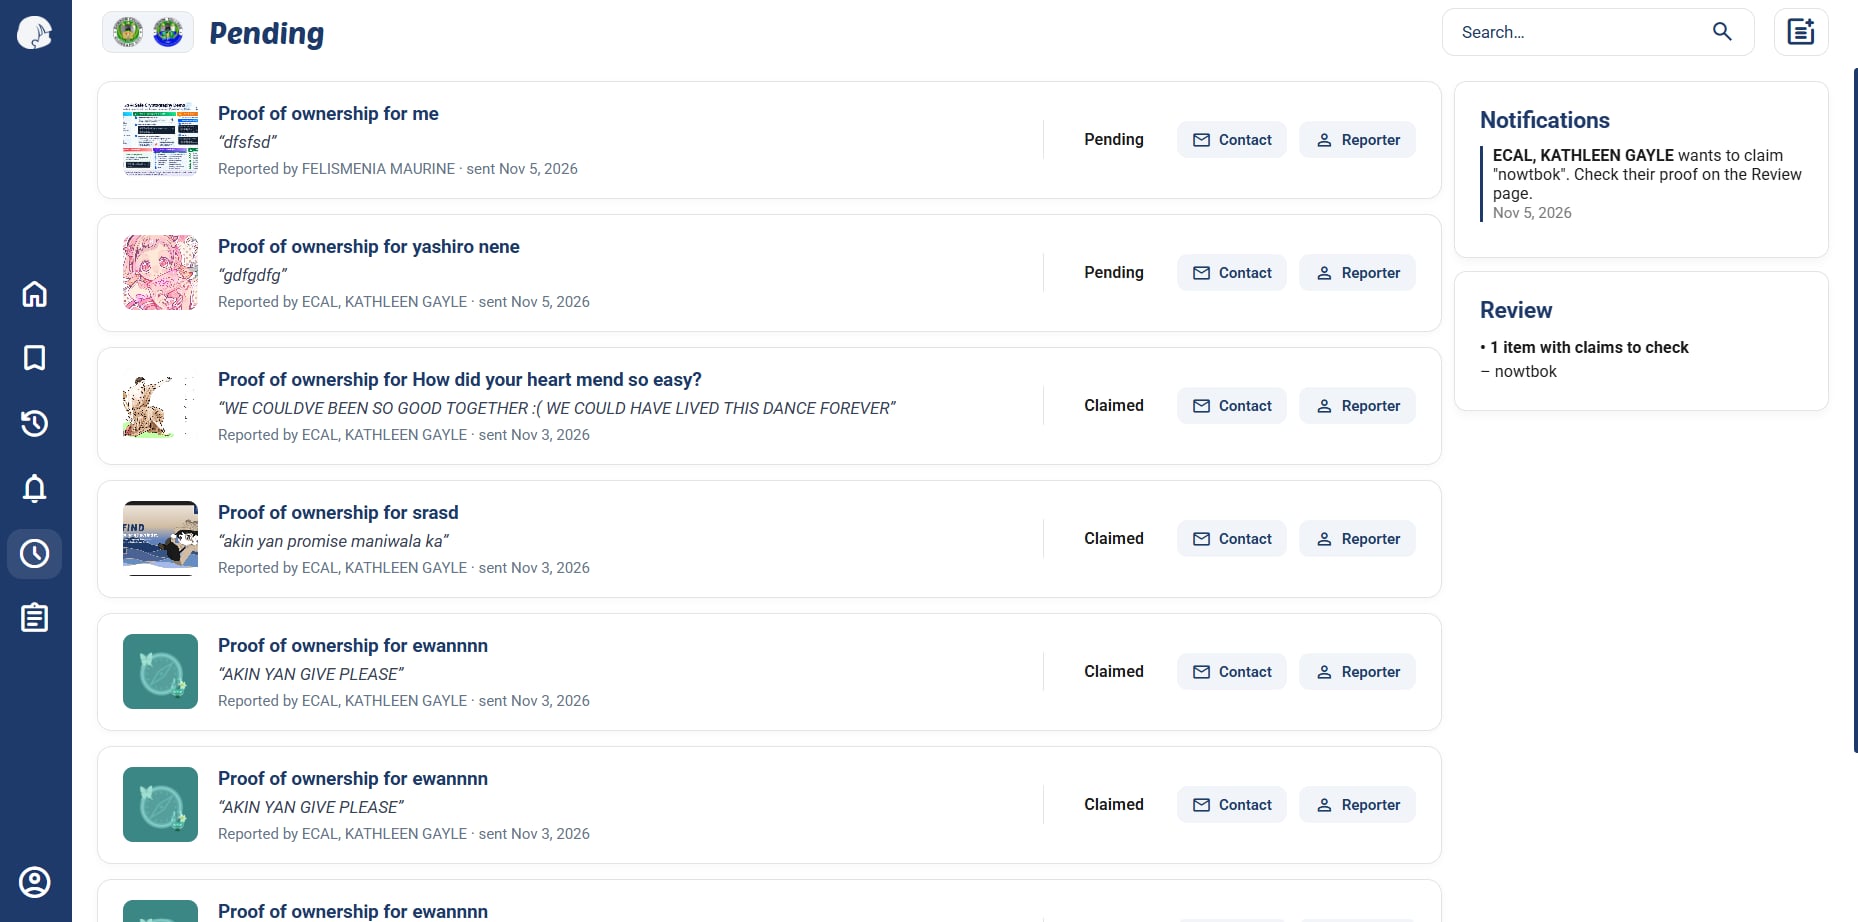 Pending
Search...
Proof of ownership for me
“dfsfsd”
Reported by FELISMENIA MAURINE · sent Nov 5, 2026
Pending
Contact
Reporter
Proof of ownership for yashiro nene
“gdfgdfg”
Reported by ECAL, KATHLEEN GAYLE · sent Nov 5, 2026
Pending
Contact
Reporter
Proof of ownership for How did your heart mend so easy?
“WE COULDVE BEEN SO GOOD TOGETHER :( WE COULD HAVE LIVED THIS DANCE FOREVER”
Reported by ECAL, KATHLEEN GAYLE · sent Nov 3, 2026
Claimed
Contact
Reporter
FIND
Proof of ownership for srasd
“akin yan promise maniwala ka”
Reported by ECAL, KATHLEEN GAYLE · sent Nov 3, 2026
Claimed
Contact
Reporter
Proof of ownership for ewannnn
“AKIN YAN GIVE PLEASE”
Reported by ECAL, KATHLEEN GAYLE · sent Nov 3, 2026
Claimed
Contact
Reporter
Proof of ownership for ewannnn
“AKIN YAN GIVE PLEASE”
Reported by ECAL, KATHLEEN GAYLE · sent Nov 3, 2026
Claimed
Contact
Reporter
Proof of ownership for ewannnn
Notifications
ECAL, KATHLEEN GAYLE wants to claim
"nowtbok". Check their proof on the Review
page.
Nov 5, 2026
Review
• 1 item with claims to check
– nowtbok